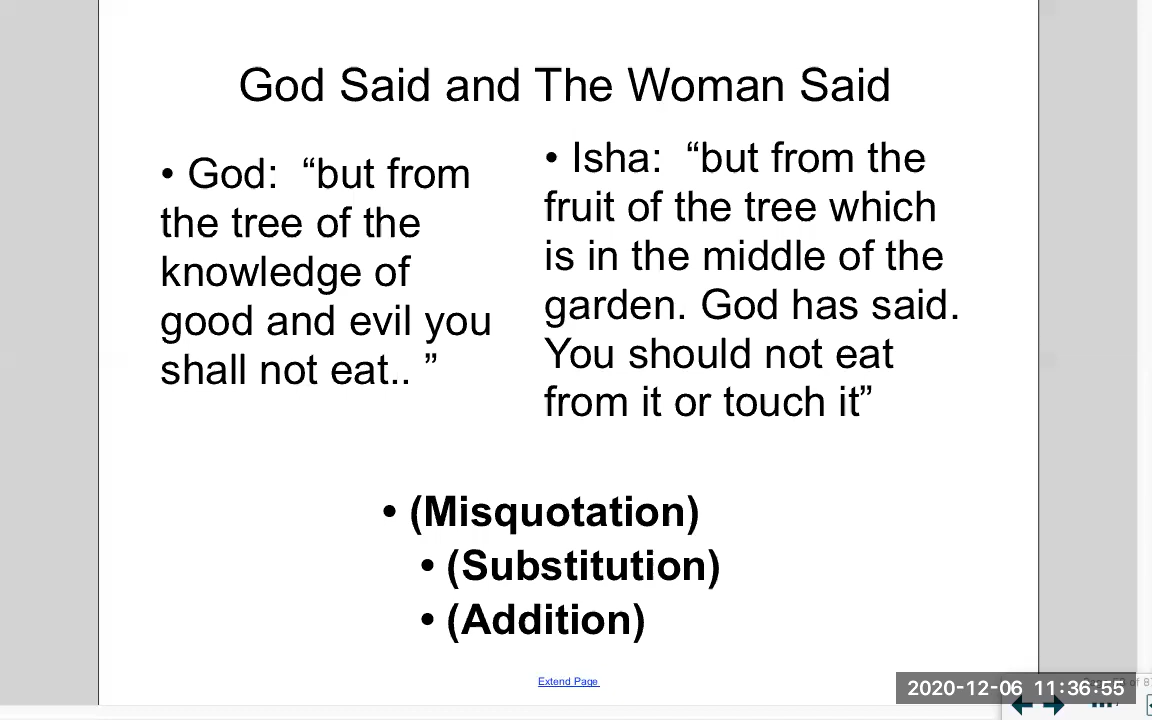 God Said and The Woman Said
• God: “but from
the tree of the
knowledge of
good and evil you
shall not eat.. ”
• Isha: “but from the
fruit of the tree which
is in the middle of the
garden. God has said.
You should not eat
from it or touch it”
• (Misquotation)
• (Substitution)
• (Addition)
Extend Page
2020-12-06 11:36:55